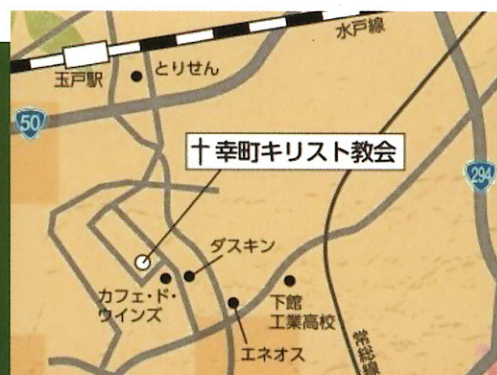 水戸線
とりせん
玉戸駅
50
†幸町キリスト教会
294
ダスキン
カフェ・ド・
ウインズ
下館
工業高校
エネオス
常総線